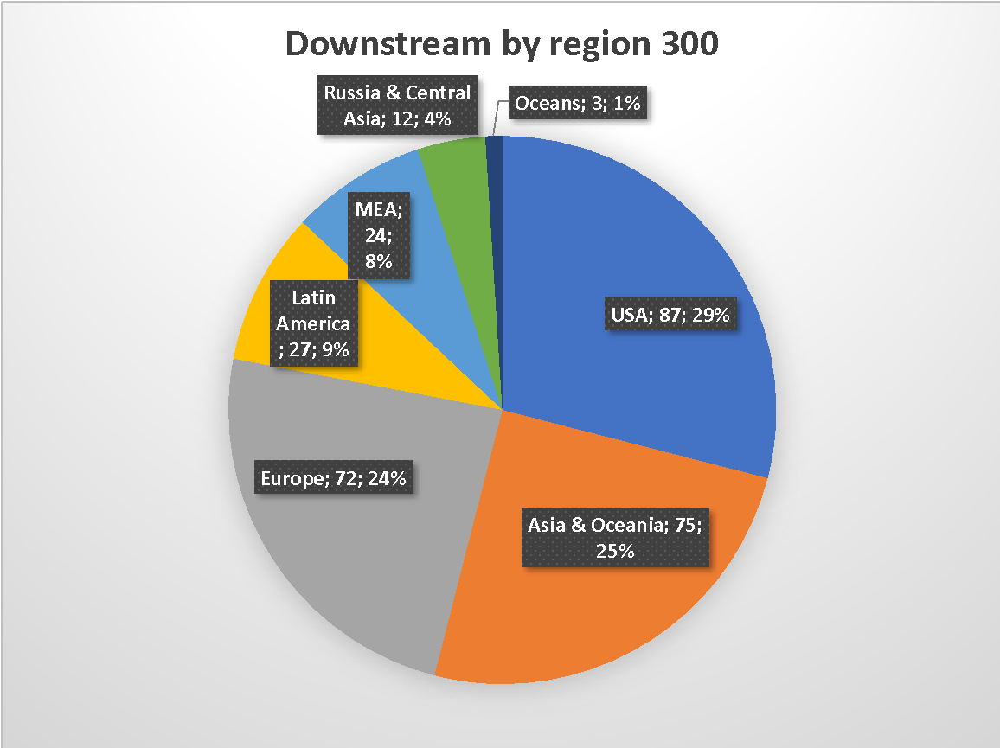 Downstream by region 300
Russia & Central
Asia; 12; 4%
Oceans; 3; 1%
MEA;
24;
8%
Latin
America
; 27; 9%
USA; 87; 29%
Europe; 72; 24%
Asia & Oceania; 75;
25%